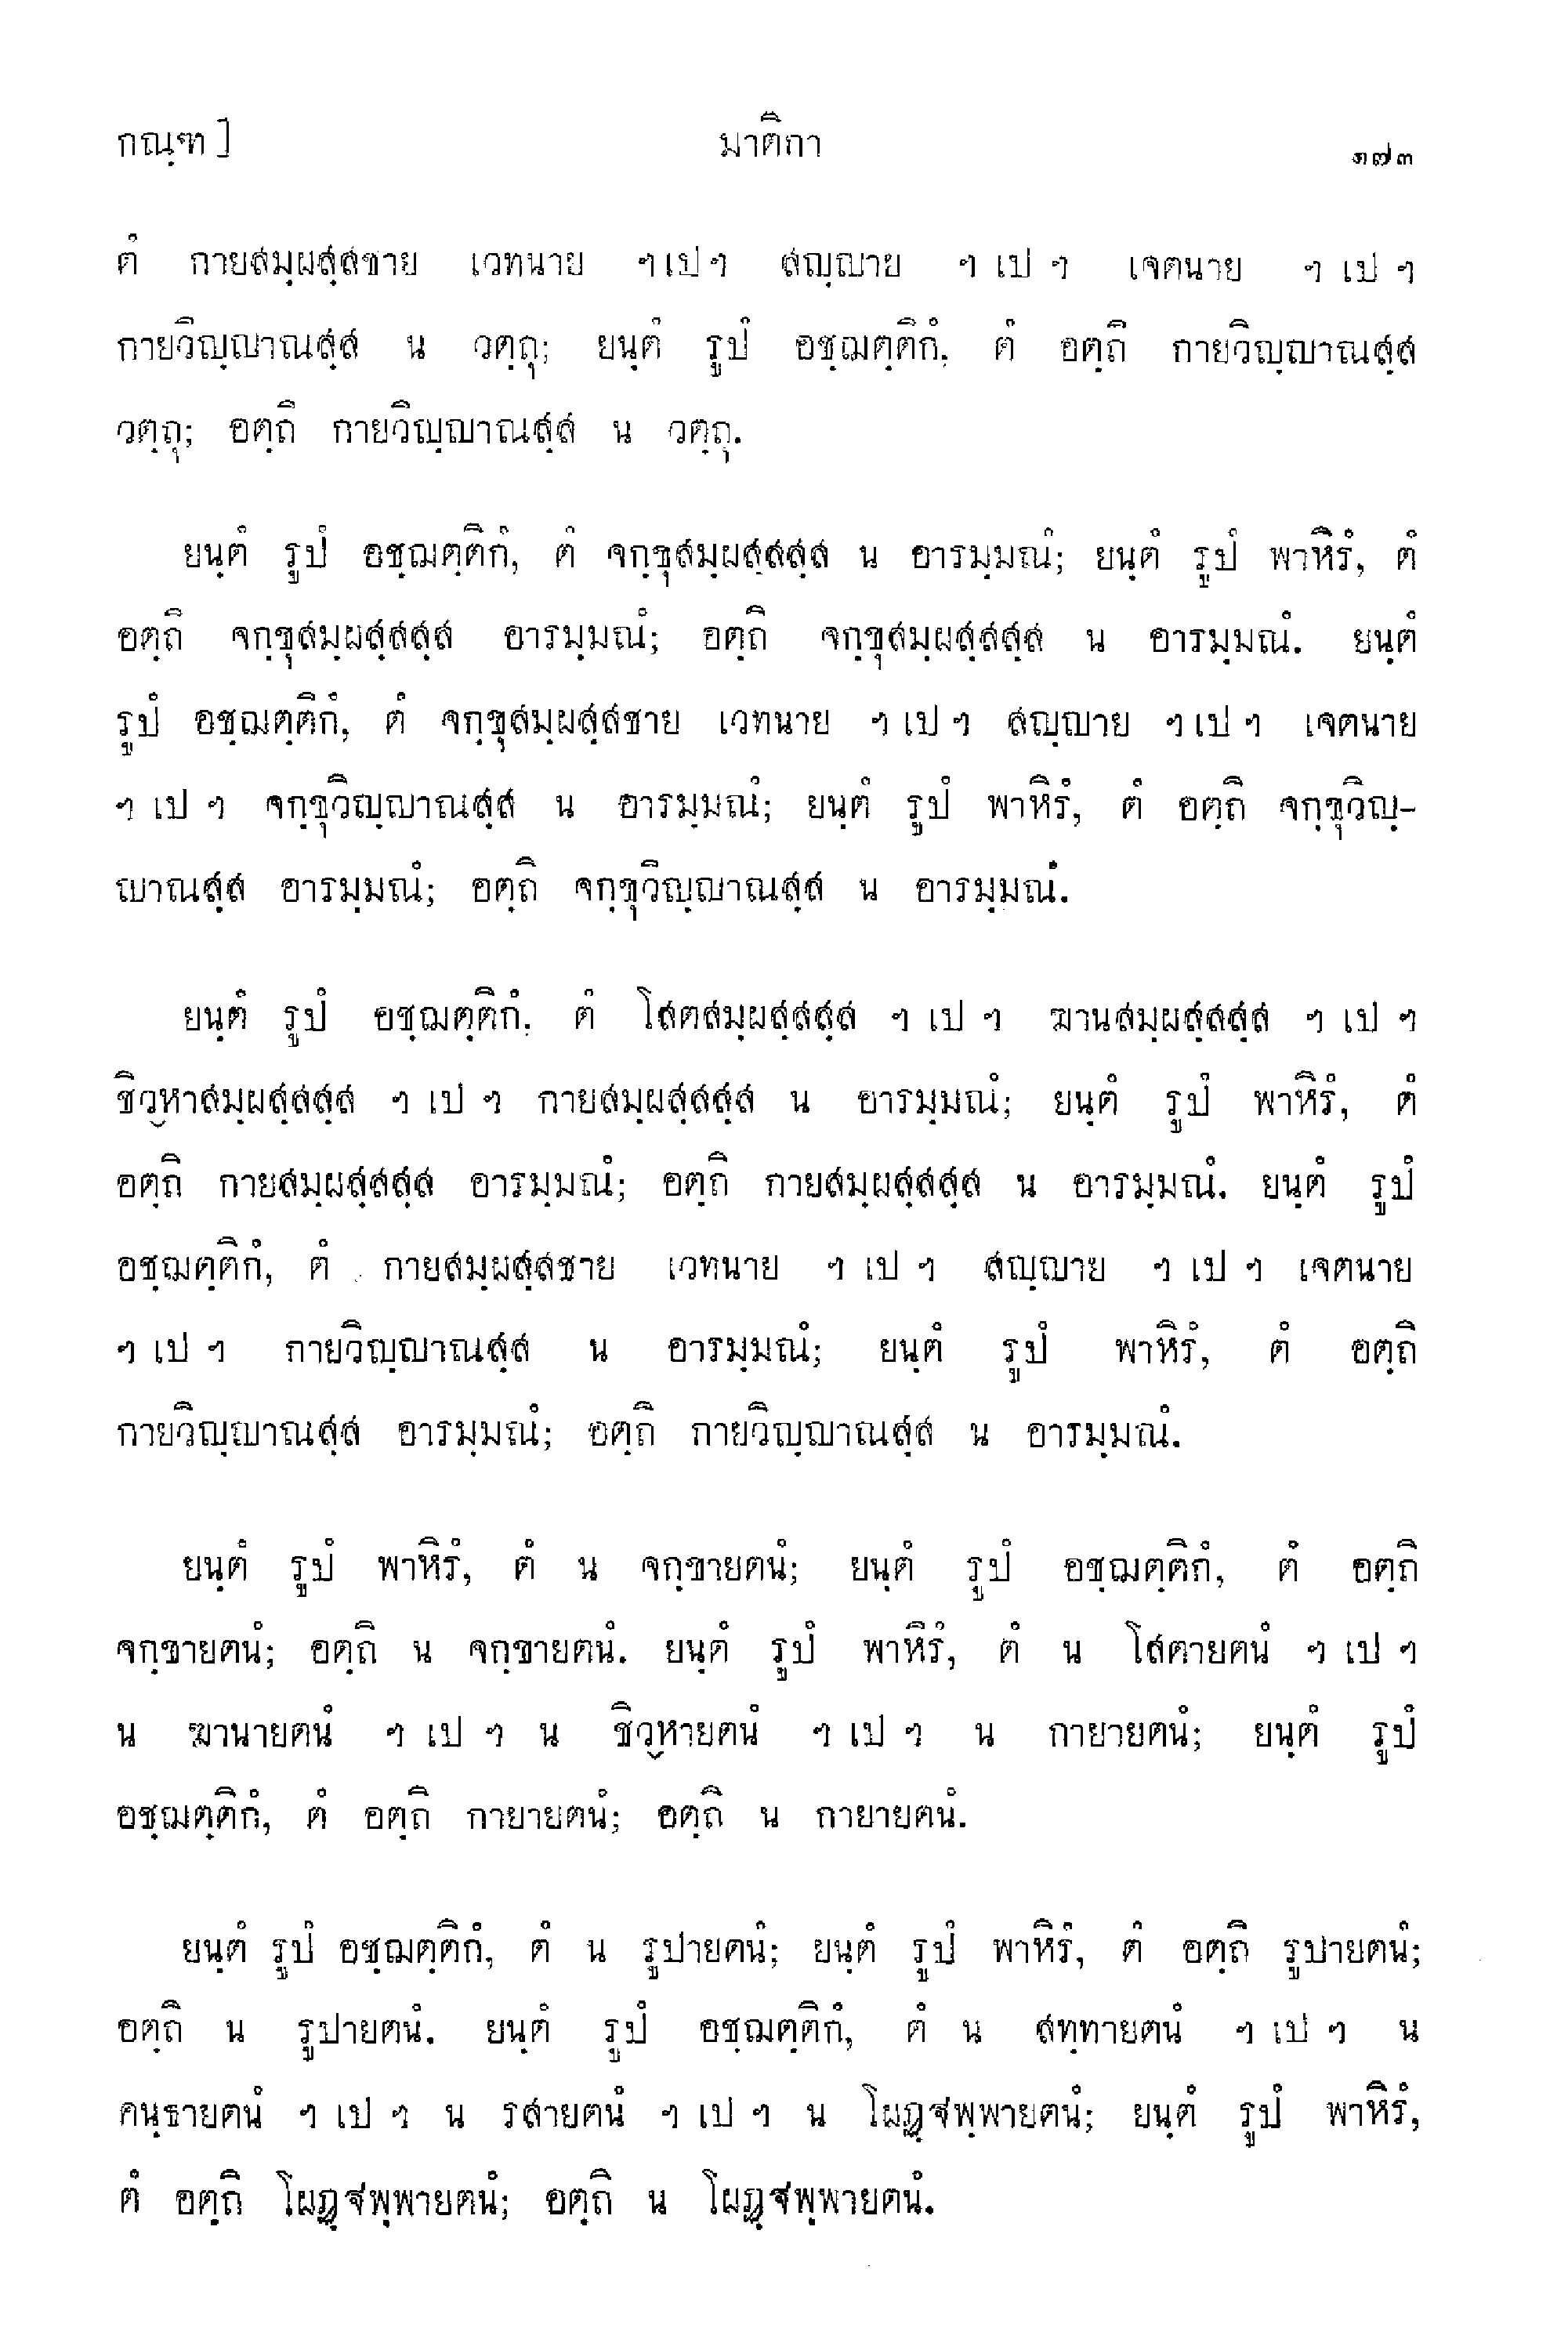 กณฺฑ]	มาติกา	๑๗๓
ตํ กายสมฺผสฺสชาย เวทนาย ฯเปฯ สญฺญาย ฯ เป ฯ เจตนาย ฯ เป ฯ
กายวิญฺญาณสฺส น วตฺถุ; ยนฺตํ รูปํ อชฺฌตฺติกํ, ตํ อตฺถิ กายวิญฺญาณสฺส
วตฺถุ; อตฺถิ กายวิญฺญาณสฺส น วตฺถุ.
ยนฺตํ รูปํ อชฺฌตฺติกํ, ตํ จกฺขุสมฺผสฺสสฺส น อารมฺมณํ; ยนฺตํ รูปํ พาหิรํ, ตํ
อตฺถิ จกฺขุสมฺผสฺสสฺส อารมฺมณํ; อตฺถิ จกฺขุสมฺผสฺสสฺส น อารมฺมณํ. ยนฺตํ
รูปํ อชฺฌตฺติกํ, ตํ จกฺขุสมฺผสฺสชาย เวทนาย ฯ เป ฯ สญฺญาย ฯ เป ฯ เจตนาย
ฯ เป ฯ จกฺขุวิญฺญาณสฺส น อารมฺมณํ; ยนฺตํ รูปํ พาหิรํ, ตํ อตฺถิ จกฺขุวิญฺ-
ญาณสฺส อารมฺมณํ; อตฺถิ จกฺขุวิญฺญาณสฺส น อารมฺมณํ.
ยนฺตํ รูปํ อชฺฌตฺติกํ, ตํ โสตสมฺผสฺสสฺส ฯ เป ฯ ฆานสมฺผสฺสสฺส ฯ เป ฯ
ชิวฺหาสมฺผสฺสสฺส ฯ เป ฯ กายสมฺผสฺสสฺส น อารมฺมณํ; ยนฺตํ รูปํ พาหิรํ, ตํ
อตฺถิ กายสมฺผสฺสสฺส อารมฺมณํ; อตฺถิ กายสมฺผสฺสสฺส น อารมฺมณํ. ยนฺตํ รูปํ
อชฺฌตฺติกํ, ตํ กายสมฺผสฺสชาย เวทนาย ฯ เป ฯ สญฺญาย ฯ เป ฯ เจตนาย
ฯ เป ฯ กายวิญฺญาณสฺส น อารมฺมณํ; ยนฺตํ รูปํ พาหิรํ, ตํ อตฺถิ
กายวิญฺญาณสฺส อารมฺมณํ; อตฺถิ กายวิญฺญาณสฺส น อารมฺมณํ.
ยนฺตํ รูปํ พาหิรํ, ตํ น จกฺขายตนํ; ยนฺตํ รูปํ อชฺฌตฺติกํ, ตํ อตฺถิ
จกฺขายตนํ; อตฺถิ น จกฺขายตนํ. ยนฺตํ รูปํ พาหิรํ, ตํ น โสตายตนํ ฯ เป ฯ
น ฆานายตนํ ฯ เป ฯ น ชิวฺหายตนํ ฯ เป ฯ น กายายตนํ; ยนฺตํ รูปํ
อชฺฌตฺติกํ, ตํ อตฺถิ กายายตนํ; อตฺถิ น กายายตนํ.
ยนฺตํ รูปํ อชฺฌตฺติกํ, ตํ น รูปายตนํ; ยนฺตํ รูปํ พาหิรํ, ตํ อตฺถิ รูปายตนํ;
อตฺถิ น รูปายตนํ. ยนฺตํ รูปํ อชฺฌตฺติกํ, ตํ น สทฺทายตนํ ฯ เป ฯ น
คนฺธายตนํ ฯ เป ฯ น รสายตนํ ฯ เป ฯ น โผฏฺฐพฺพายตนํ; ยนฺตํ รูปํ พาหิรํ,
ตํ อตฺถิ โผฏฺฐพฺพายตนํ; อตฺถิ น โผฏฺฐพฺพายตนํ.